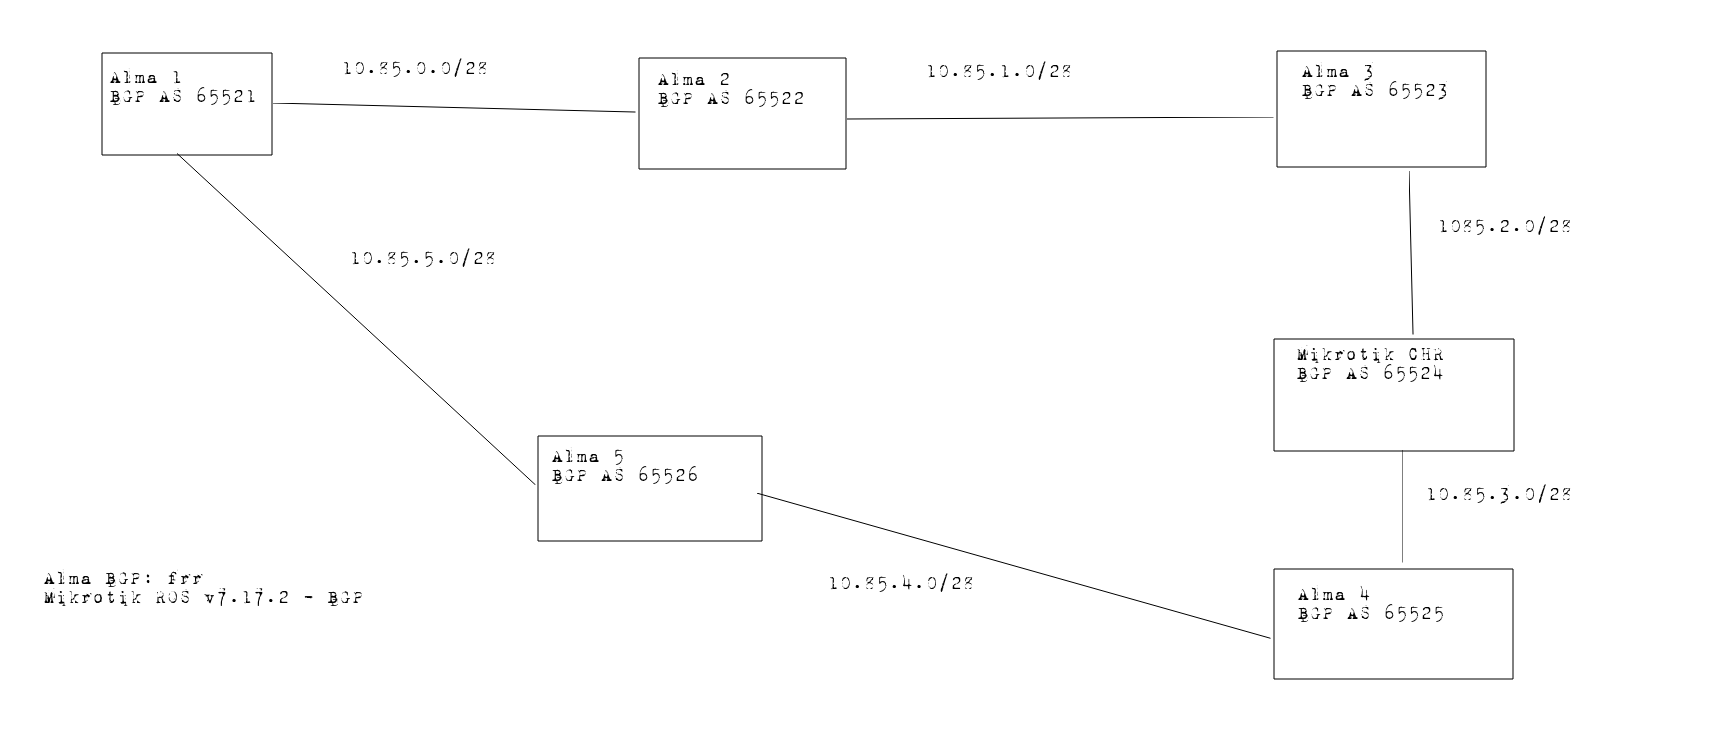 Alma 1
BGP AS 65521
10.85.0.0/28
Alma 2
BGP AS 65522
10.85.1.0/28
Alma 3
BGP AS 65523
1085.2.0/28
10.85.5.0/28
Mikrotik CHR
BGP AS 65524
Alma 5
BGP AS 65526
10.85.3.0/28
10.85.4.0/28
Alma 4
BGP AS 65525
Alma BGP: frr
Mikrotik ROS v7.17.2 - BGP